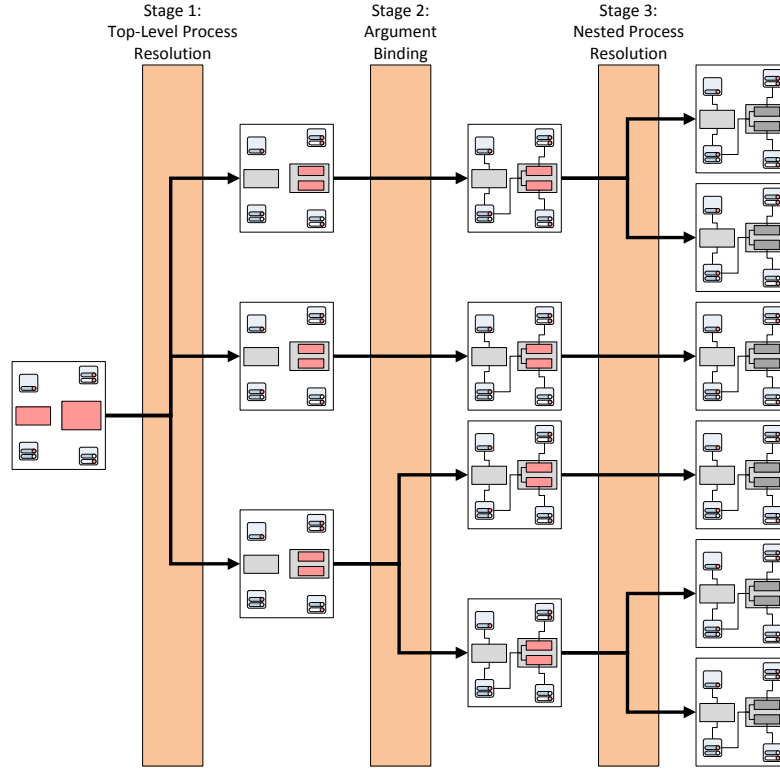 Stage 1:
Top-Level Process
Resolution
Stage 2:
Argument
Binding
Stage 3:
Nested Process
Resolution